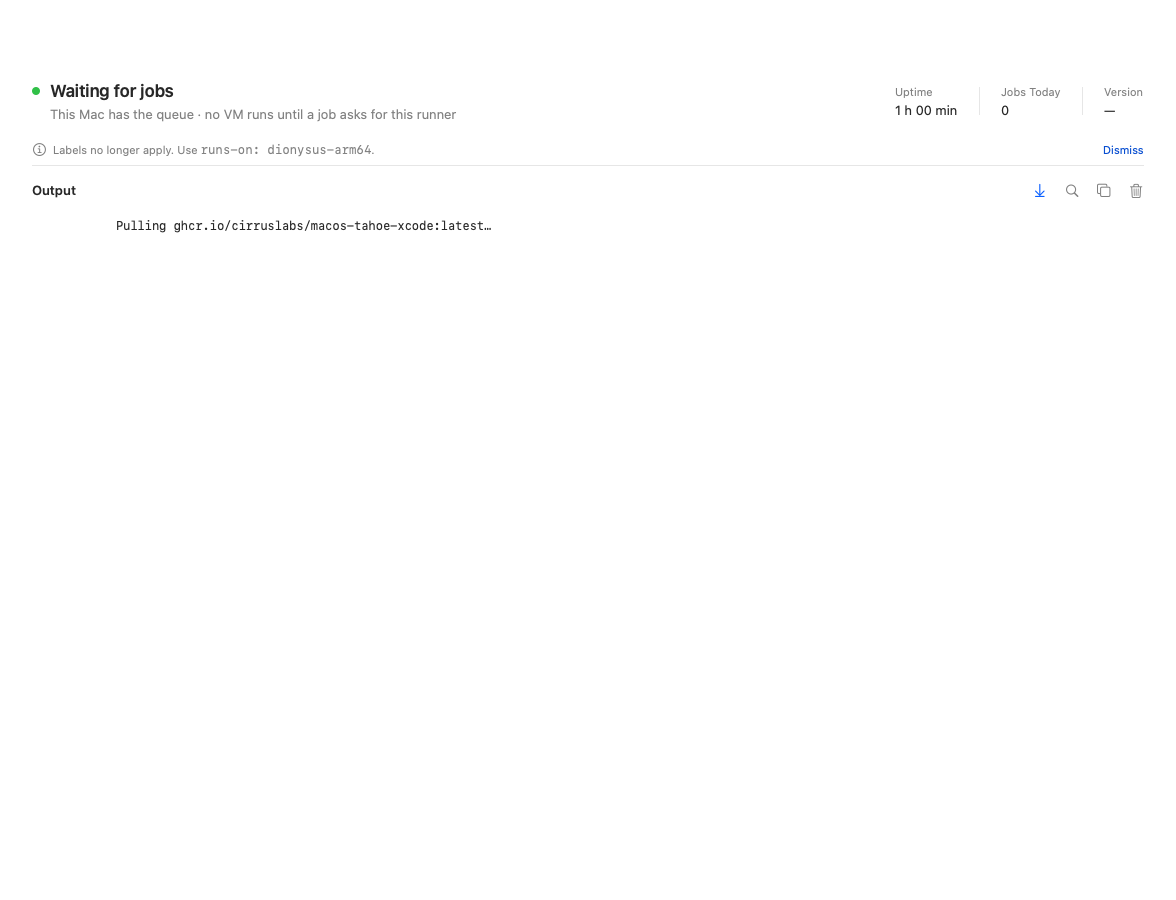 Waiting for jobs
This Mac has the queue · no VM runs until a job asks for this runner
Uptime
1 h 00 min
Jobs Today
0
Version
—
Labels no longer apply. Use runs-on: dionysus-arm64.
Dismiss
Output
Pulling ghcr.io/cirruslabs/macos-tahoe-xcode:latest…